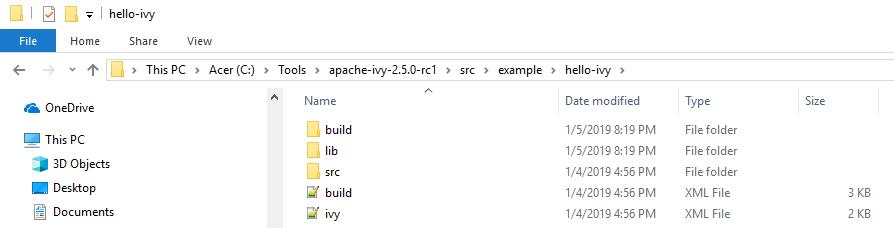 hello-ivy
File Home Share View
This PC Acer (C:) Tools apache-ivy-2.5.0-rc1 src example hello-ivy
Name Date modified Type Size
OneDrive
This PC
3D Objects
Desktop
Documents
build 1/5/2019 8:19 PM File folder
lib 1/5/2019 8:19 PM File folder
src 1/4/2019 4:56 PM File folder
build 1/4/2019 4:56 PM XML File 3 KB
ivy 1/4/2019 4:56 PM XML File 2 KB